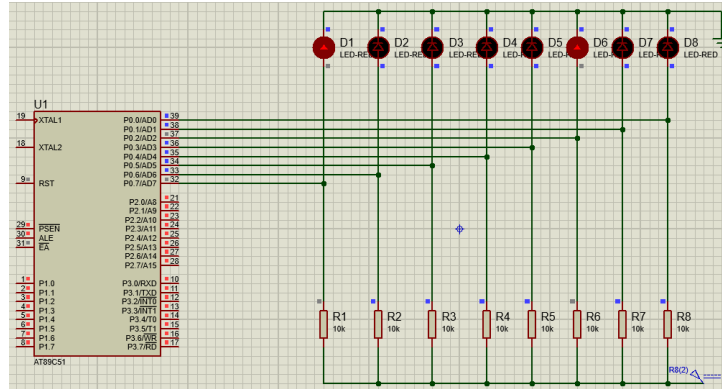 D1 D2 D3 D4 D5 D6 D7 D8
LED-RED LED-RED LED-RED LED-RED LED-R LED-RED LED-RED LED-RED
U1
19 XTAL1 P0.0/AD0 39
P0.1/AD1 38
P0.2/AD2 37
18 XTAL2 P0.3/AD3 36
P0.4/AD4 35
P0.5/AD5 34
P0.6/AD6 33
9 RST P0.7/AD7 32
P2.0/A8 21
P2.1/A9 22
P2.2/A10 23
29 PSEN P2.3/A11 24
30 ALE P2.4/A12 25
31 EA P2.5/A13 26
P2.6/A14 27
P2.7/A15 28
1 P1.0 P3.0/RXD 10
2 P1.1 P3.1/TXD 11
3 P1.2 P3.2/INT0 12
4 P1.3 P3.3/INT1 13
5 P1.4 P3.4/T0 14
6 P1.5 P3.5/T1 15
7 P1.6 P3.6/WR 16
8 P1.7 P3.7/RD 17
AT89C51
R1 R2 R3 R4 R5 R6 R7 R8
10k 10k 10k 10k 10k 10k 10k 10k
R8(2)